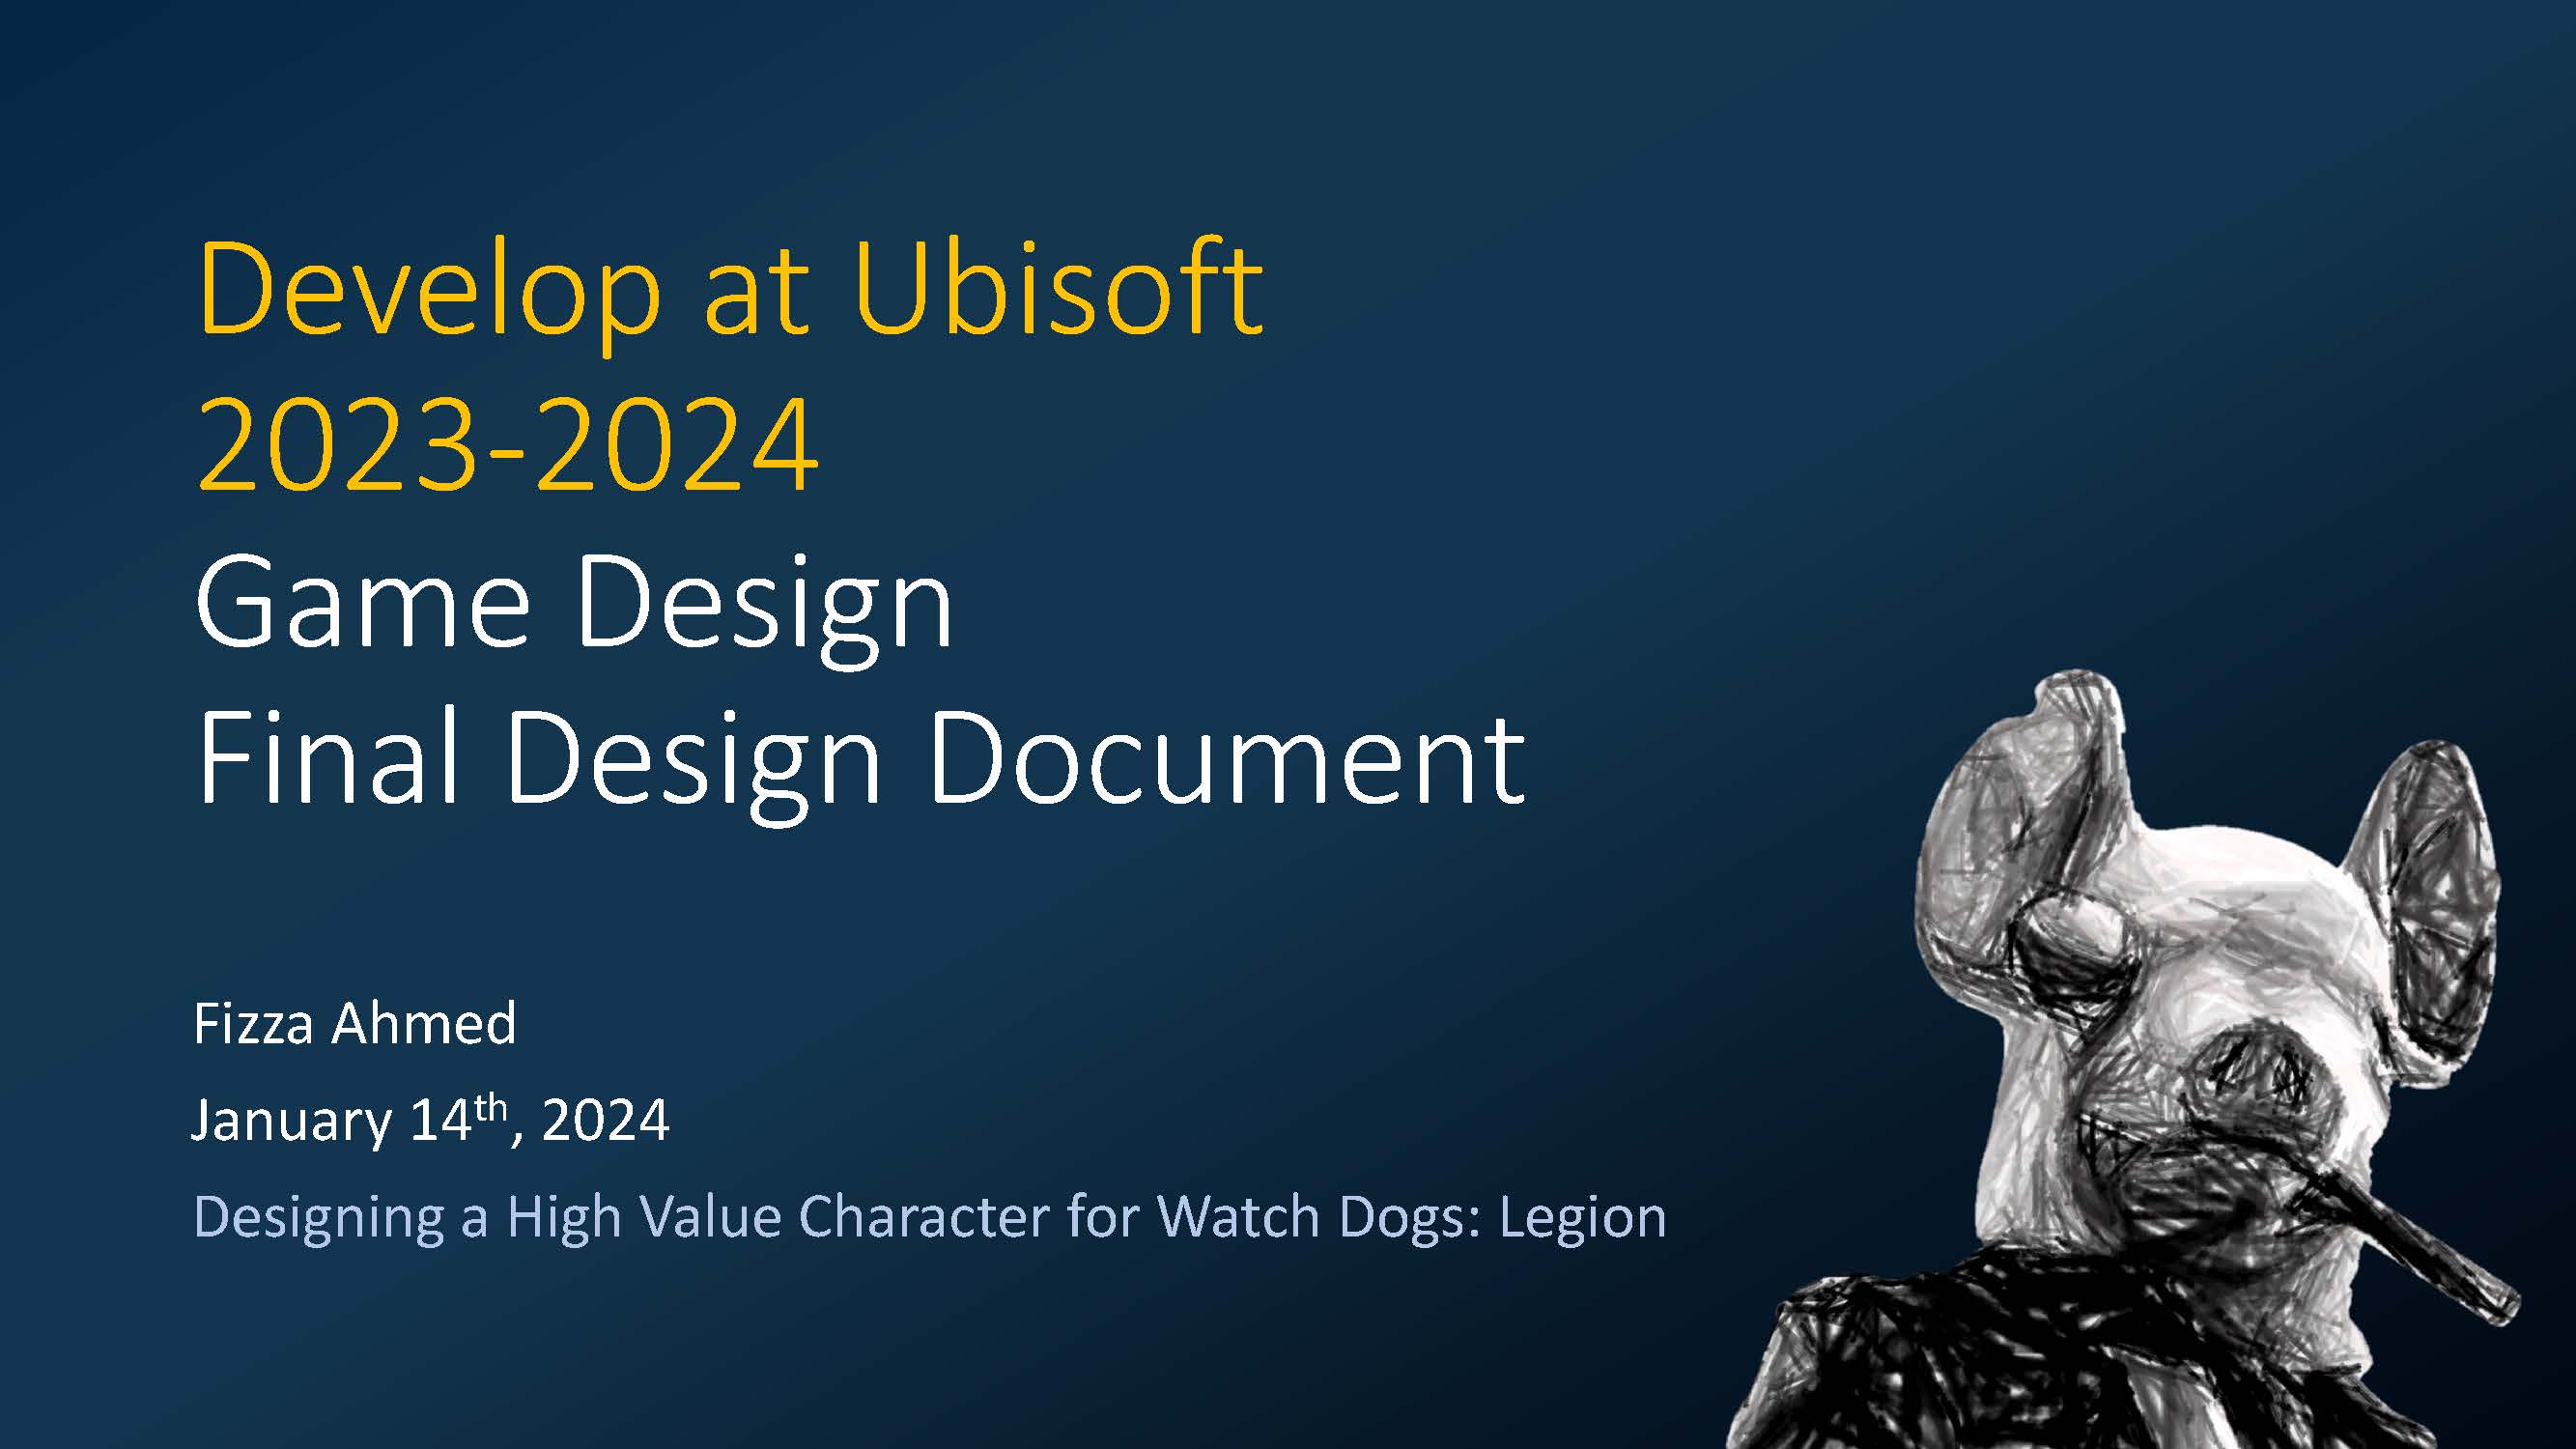 Develop at Ubisoft
2023-2024
Game Design
Final Design Document
Fizza Ahmed
January 14th, 2024
Designing a High Value Character for Watch Dogs: Legion